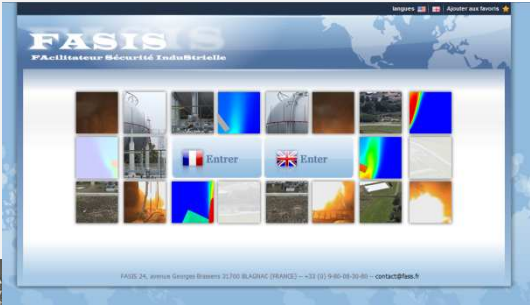 langues | | Ajouter aux favoris
FASIS
FAcilitateur Sécurité InduStrielle
Entrer
Enter
FASIS 24, avenue Georges Brassens 31700 BLAGNAC (FRANCE) – +33 (0) 9-60-08-30-80 – contact@fasis.fr